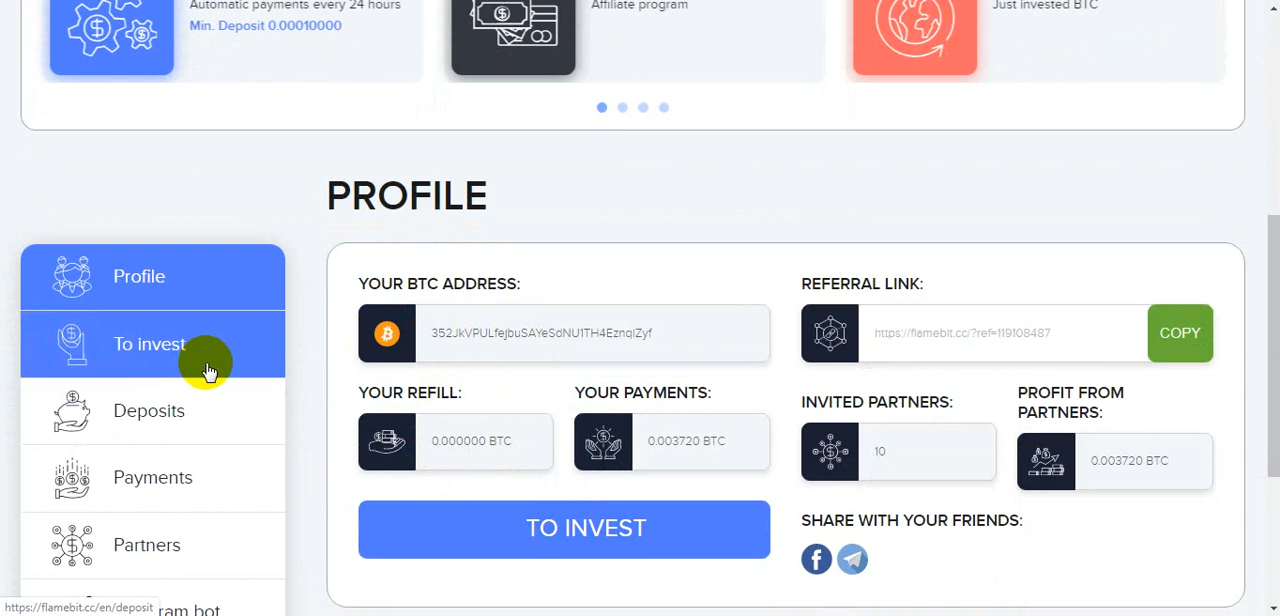 Automatic payments every 24 hours
Min. Deposit 0.00010000
Affiliate program
Just invested BTC
PROFILE
Profile
To invest
Deposits
Payments
Partners
ram bot
YOUR BTC ADDRESS:
352JkVPULfejbuSAYeSdNU1TH4EznqiZyf
YOUR REFILL:
0.000000 BTC
YOUR PAYMENTS:
0.003720 BTC
TO INVEST
REFERRAL LINK:
https://flamebit.cc/?ref=119108487
COPY
INVITED PARTNERS:
10
PROFIT FROM
PARTNERS:
0.003720 BTC
SHARE WITH YOUR FRIENDS:
https://flamebit.cc/en/deposit